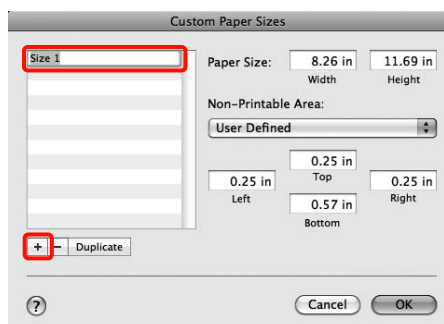 Custom Paper Sizes
Size 1
Paper Size:
8.26 in
11.69 in
Width
Height
Non-Printable Area:
User Defined
0.25 in
Top
0.25 in
Left
0.25 in
Right
0.57 in
Bottom
+ – Duplicate
?
Cancel
OK